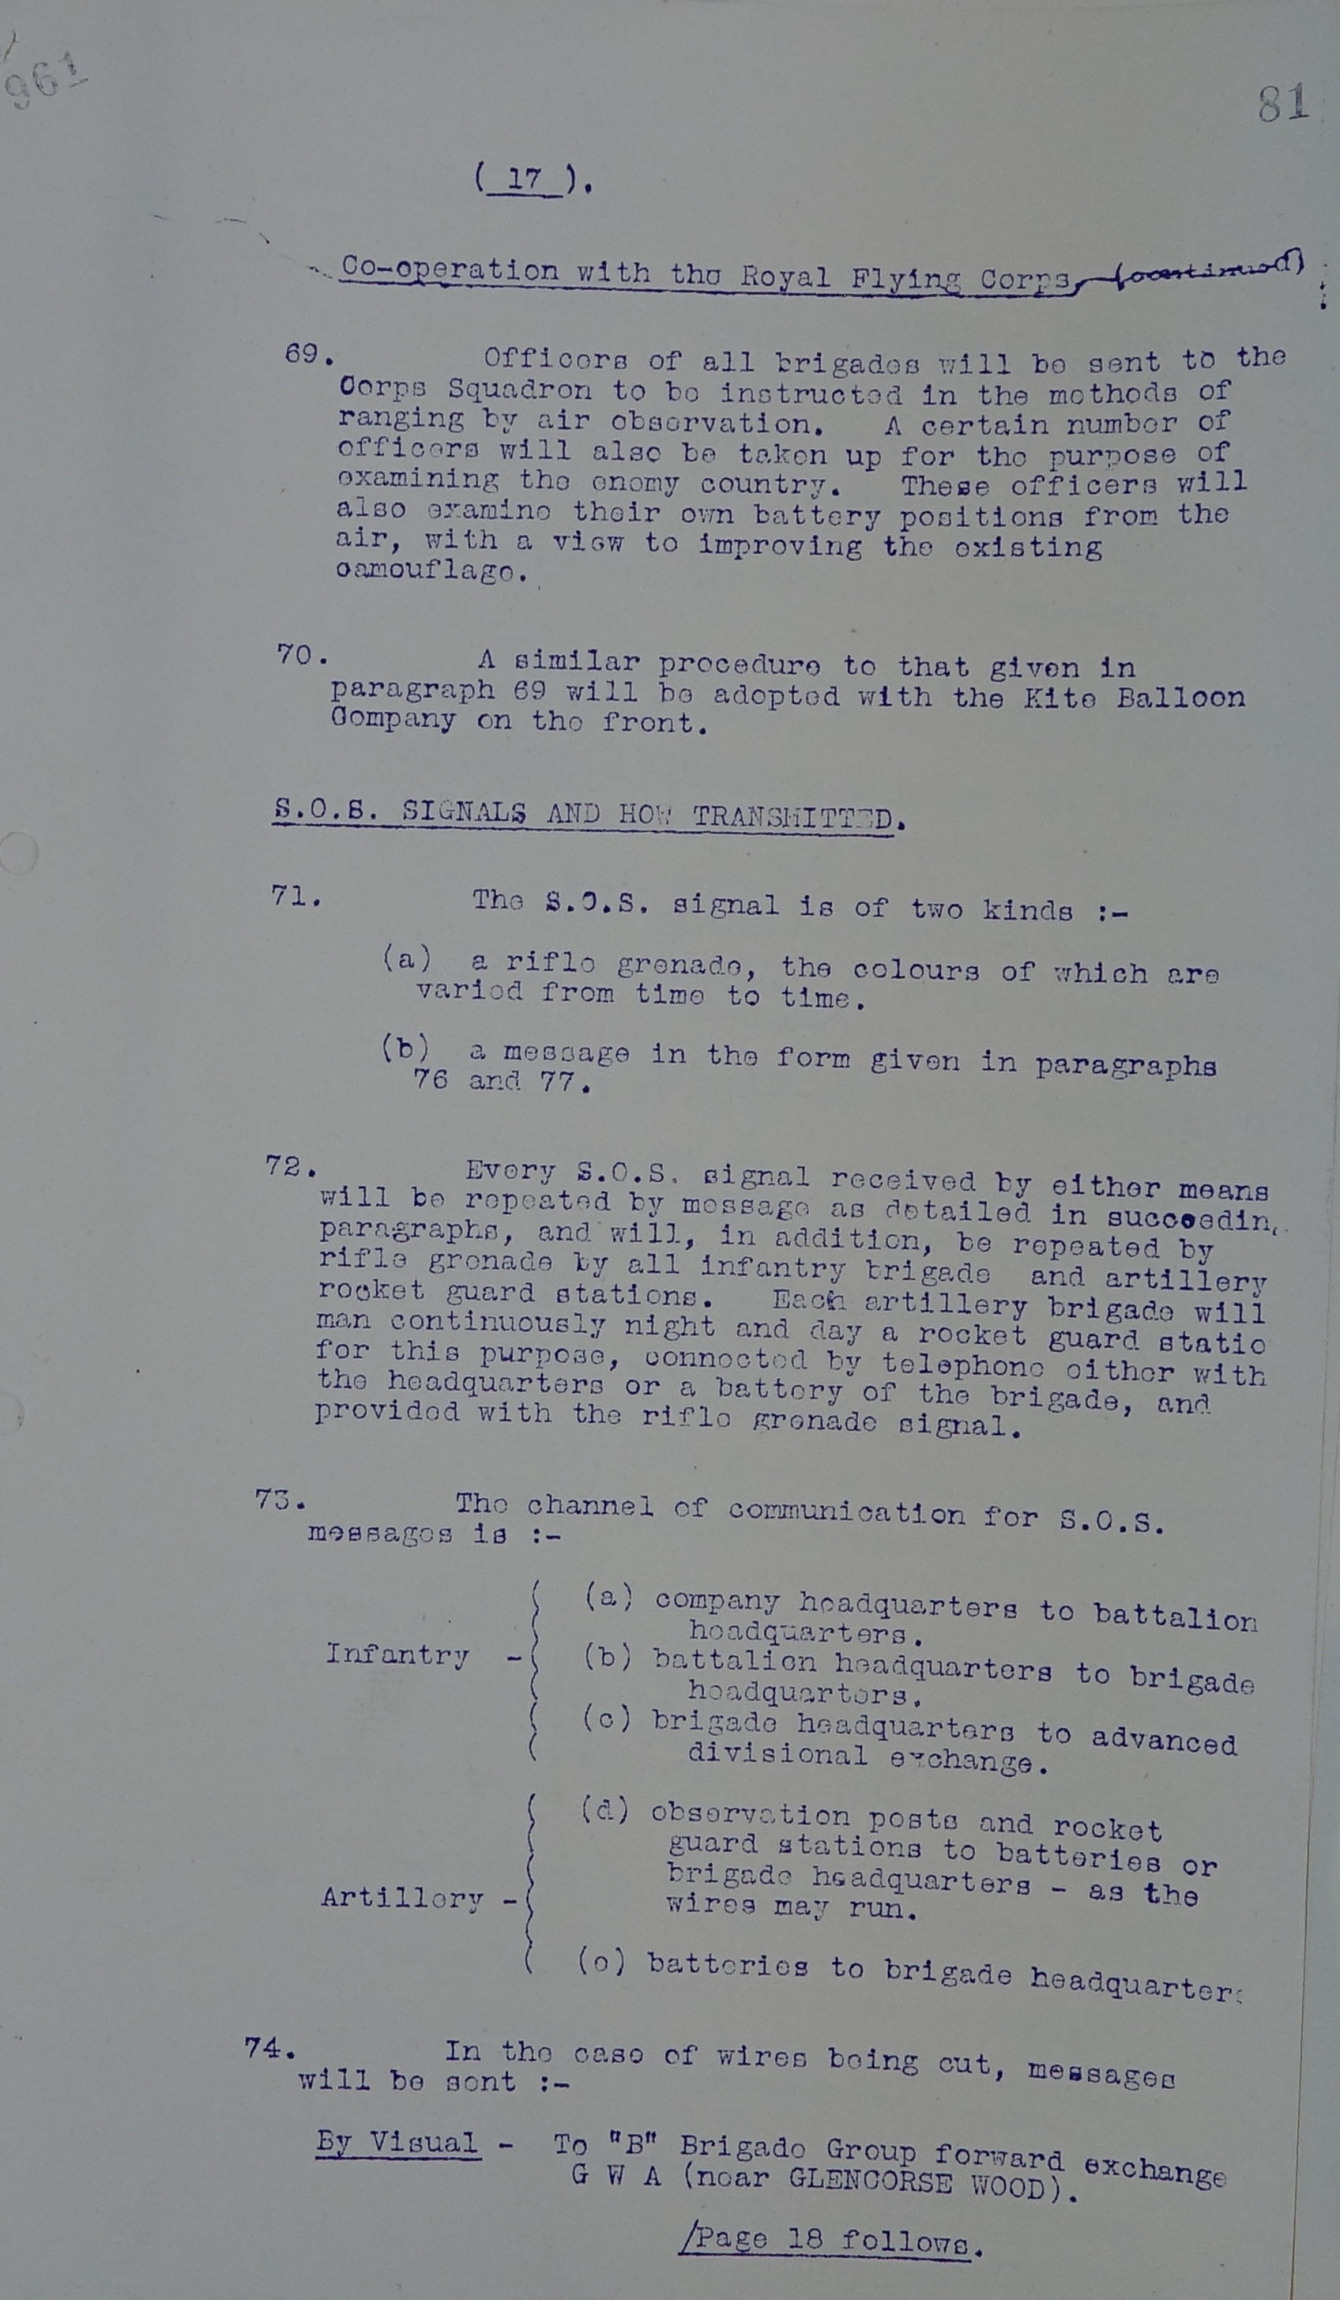 961
81
( 17 ).
Co-operation with the Royal Flying Corps, (continued)
69. Officers of all brigades will be sent to the
Corps Squadron to be instructed in the methods of
ranging by air observation. A certain number of
officers will also be taken up for the purpose of
examining the enemy country. These officers will
also examine their own battery positions from the
air, with a view to improving the existing
camouflage.
70. A similar procedure to that given in
paragraph 69 will be adopted with the Kite Balloon
Company on the front.
S.O.S. SIGNALS AND HOW TRANSMITTED.
71. The S.O.S. signal is of two kinds :-
(a) a rifle grenade, the colours of which are
varied from time to time.
(b) a message in the form given in paragraphs
76 and 77.
72. Every S.O.S. signal received by either means
will be repeated by message as detailed in succeedin
paragraphs, and will, in addition, be repeated by
rifle grenade by all infantry brigade and artillery
rocket guard stations. Each artillery brigade will
man continuously night and day a rocket guard statio
for this purpose, connected by telephone either with
the headquarters or a battery of the brigade, and
provided with the rifle grenade signal.
73. The channel of communication for S.O.S.
messages is :-
(a) company headquarters to battalion
headquarters.
Infantry - (b) battalion headquarters to brigade
headquarters.
(c) brigade headquarters to advanced
divisional exchange.
(d) observation posts and rocket
guard stations to batteries or
brigade headquarters - as the
Artillery - wires may run.
(e) batteries to brigade headquarters
74. In the case of wires being cut, messages
will be sent :-
By Visual - To "B" Brigade Group forward exchange
G W A (near GLENCORSE WOOD).
/Page 18 follows.